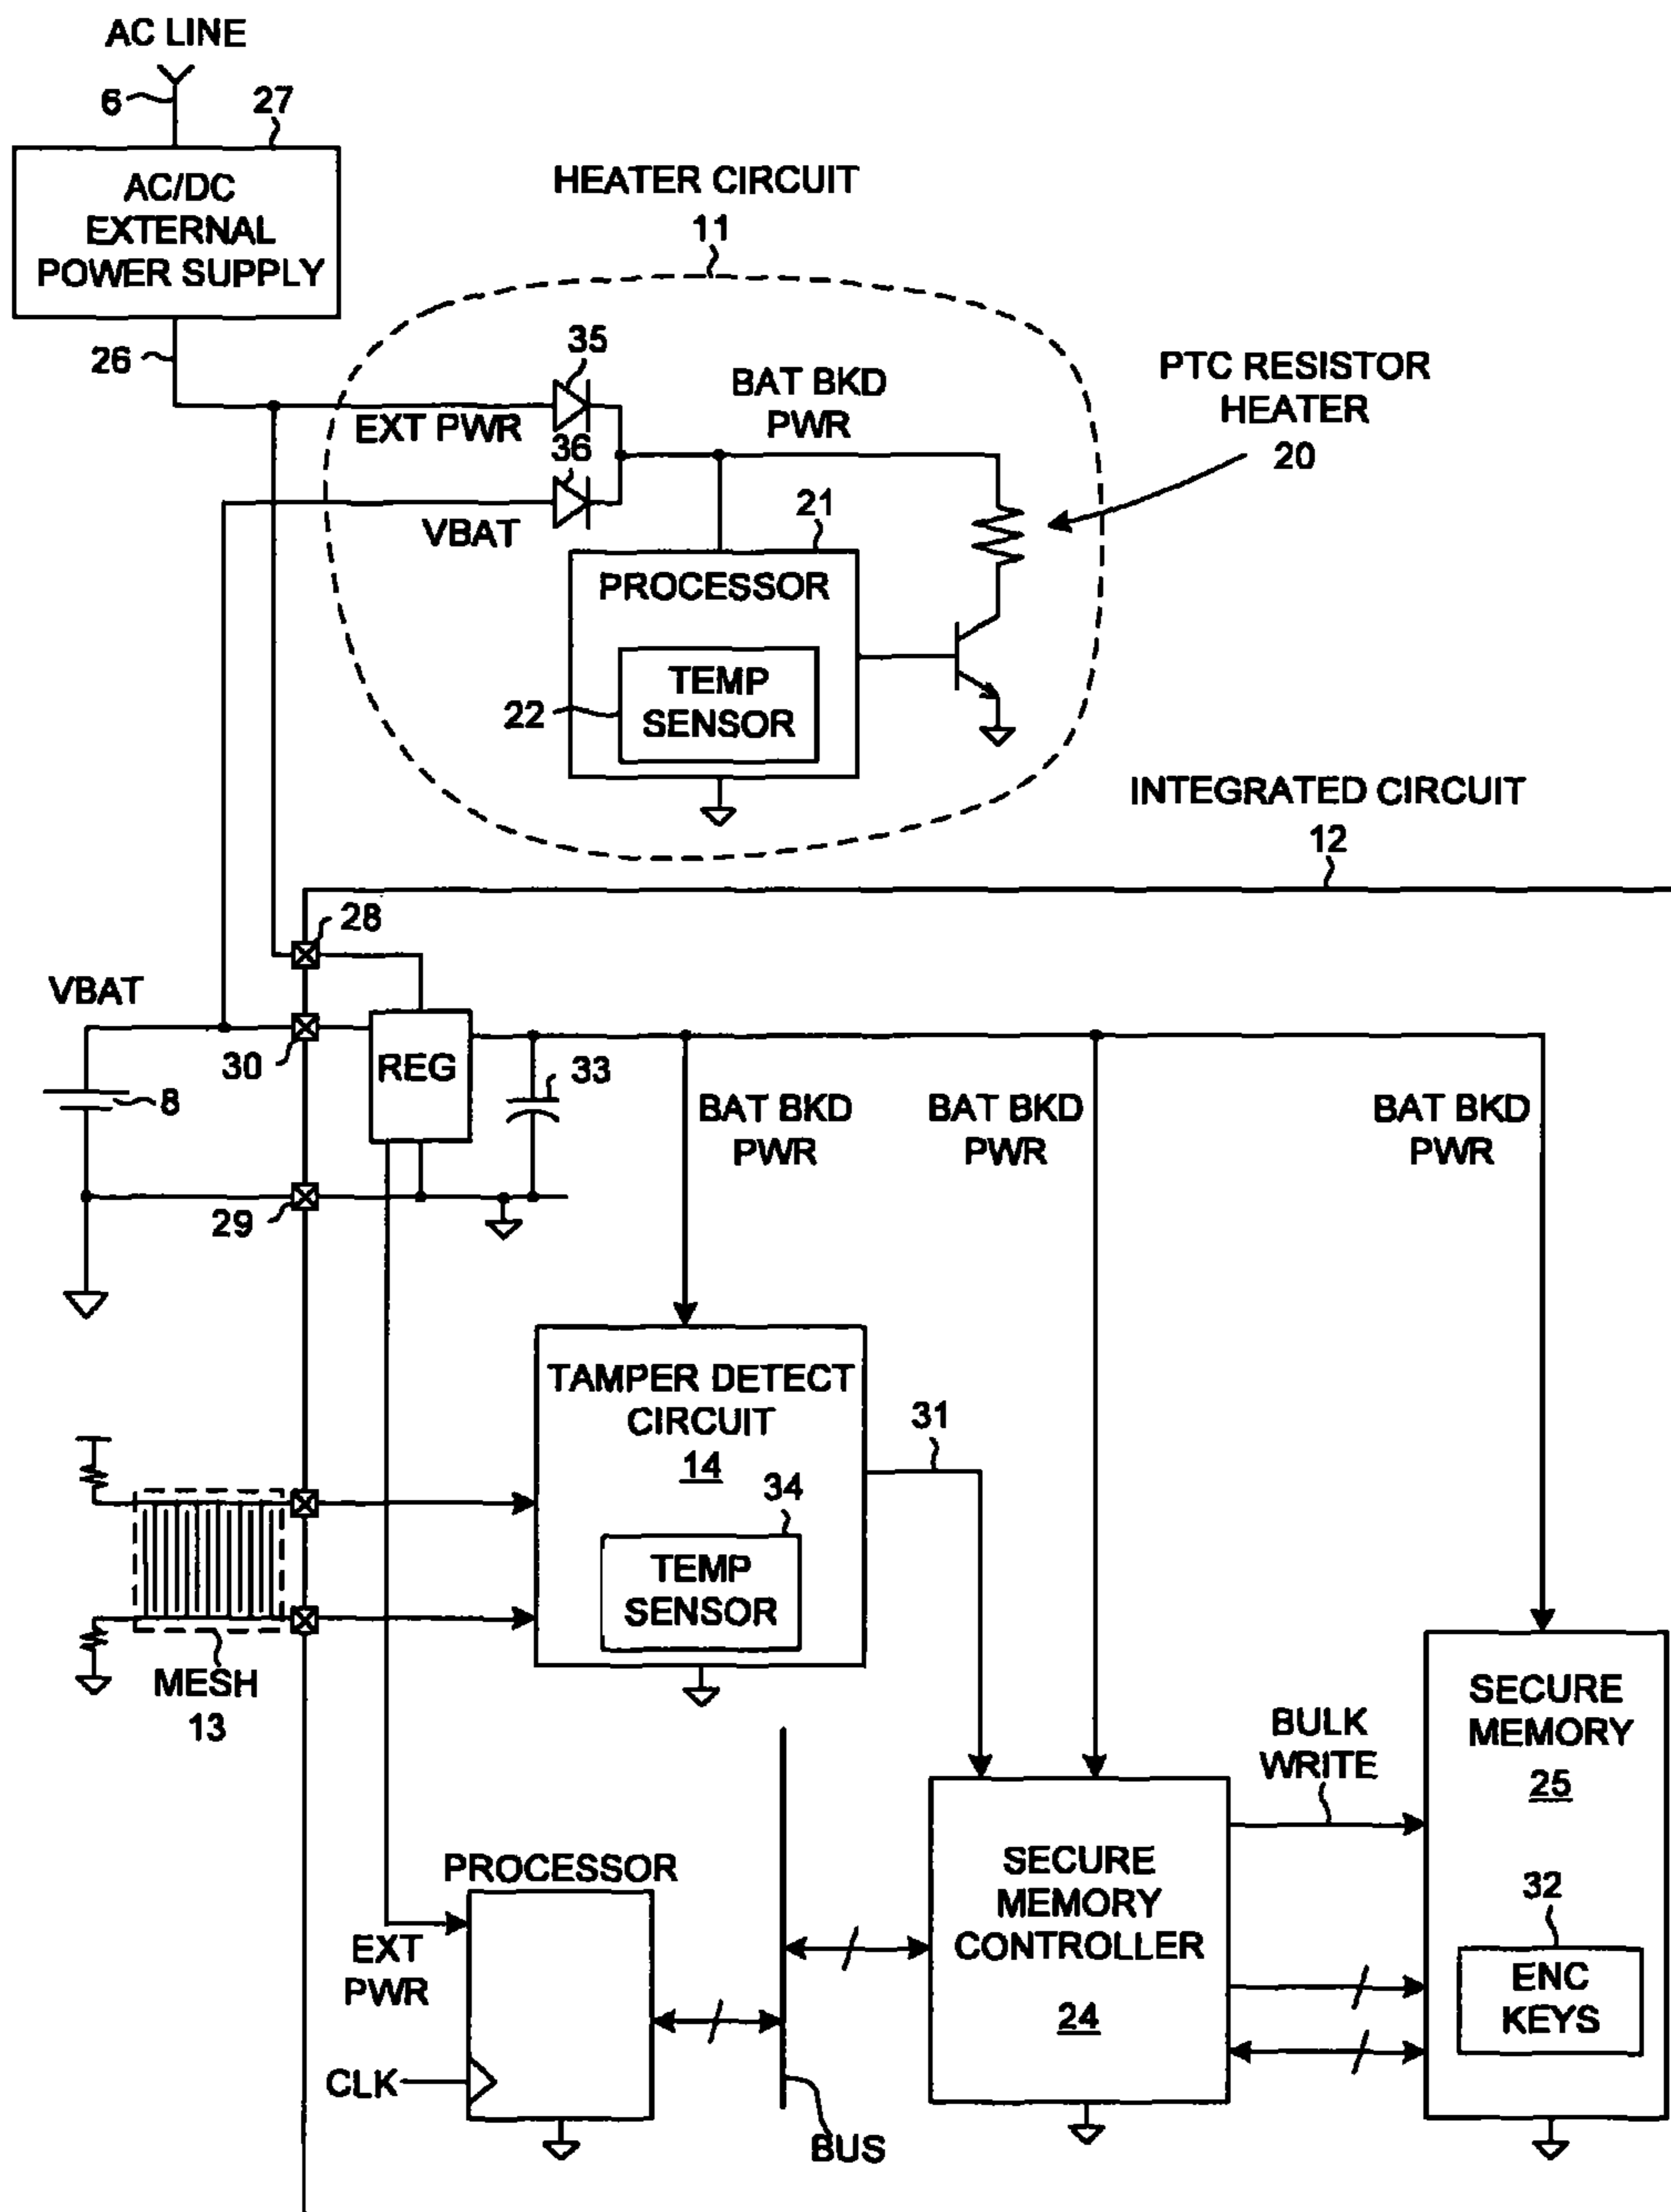 AC LINE
6
27
AC/DC
EXTERNAL
POWER SUPPLY
26
HEATER CIRCUIT
11
35
EXT PWR
36
VBAT
BAT BKD
PWR
PTC RESISTOR
HEATER
20
21
PROCESSOR
TEMP
SENSOR
22
INTEGRATED CIRCUIT
12
28
VBAT
30
REG
33
8
29
BAT BKD
PWR
BAT BKD
PWR
BAT BKD
PWR
TAMPER DETECT
CIRCUIT
14
34
TEMP
SENSOR
31
MESH
13
BULK
WRITE
SECURE
MEMORY
25
32
ENC
KEYS
PROCESSOR
EXT
PWR
CLK
BUS
SECURE
MEMORY
CONTROLLER
24